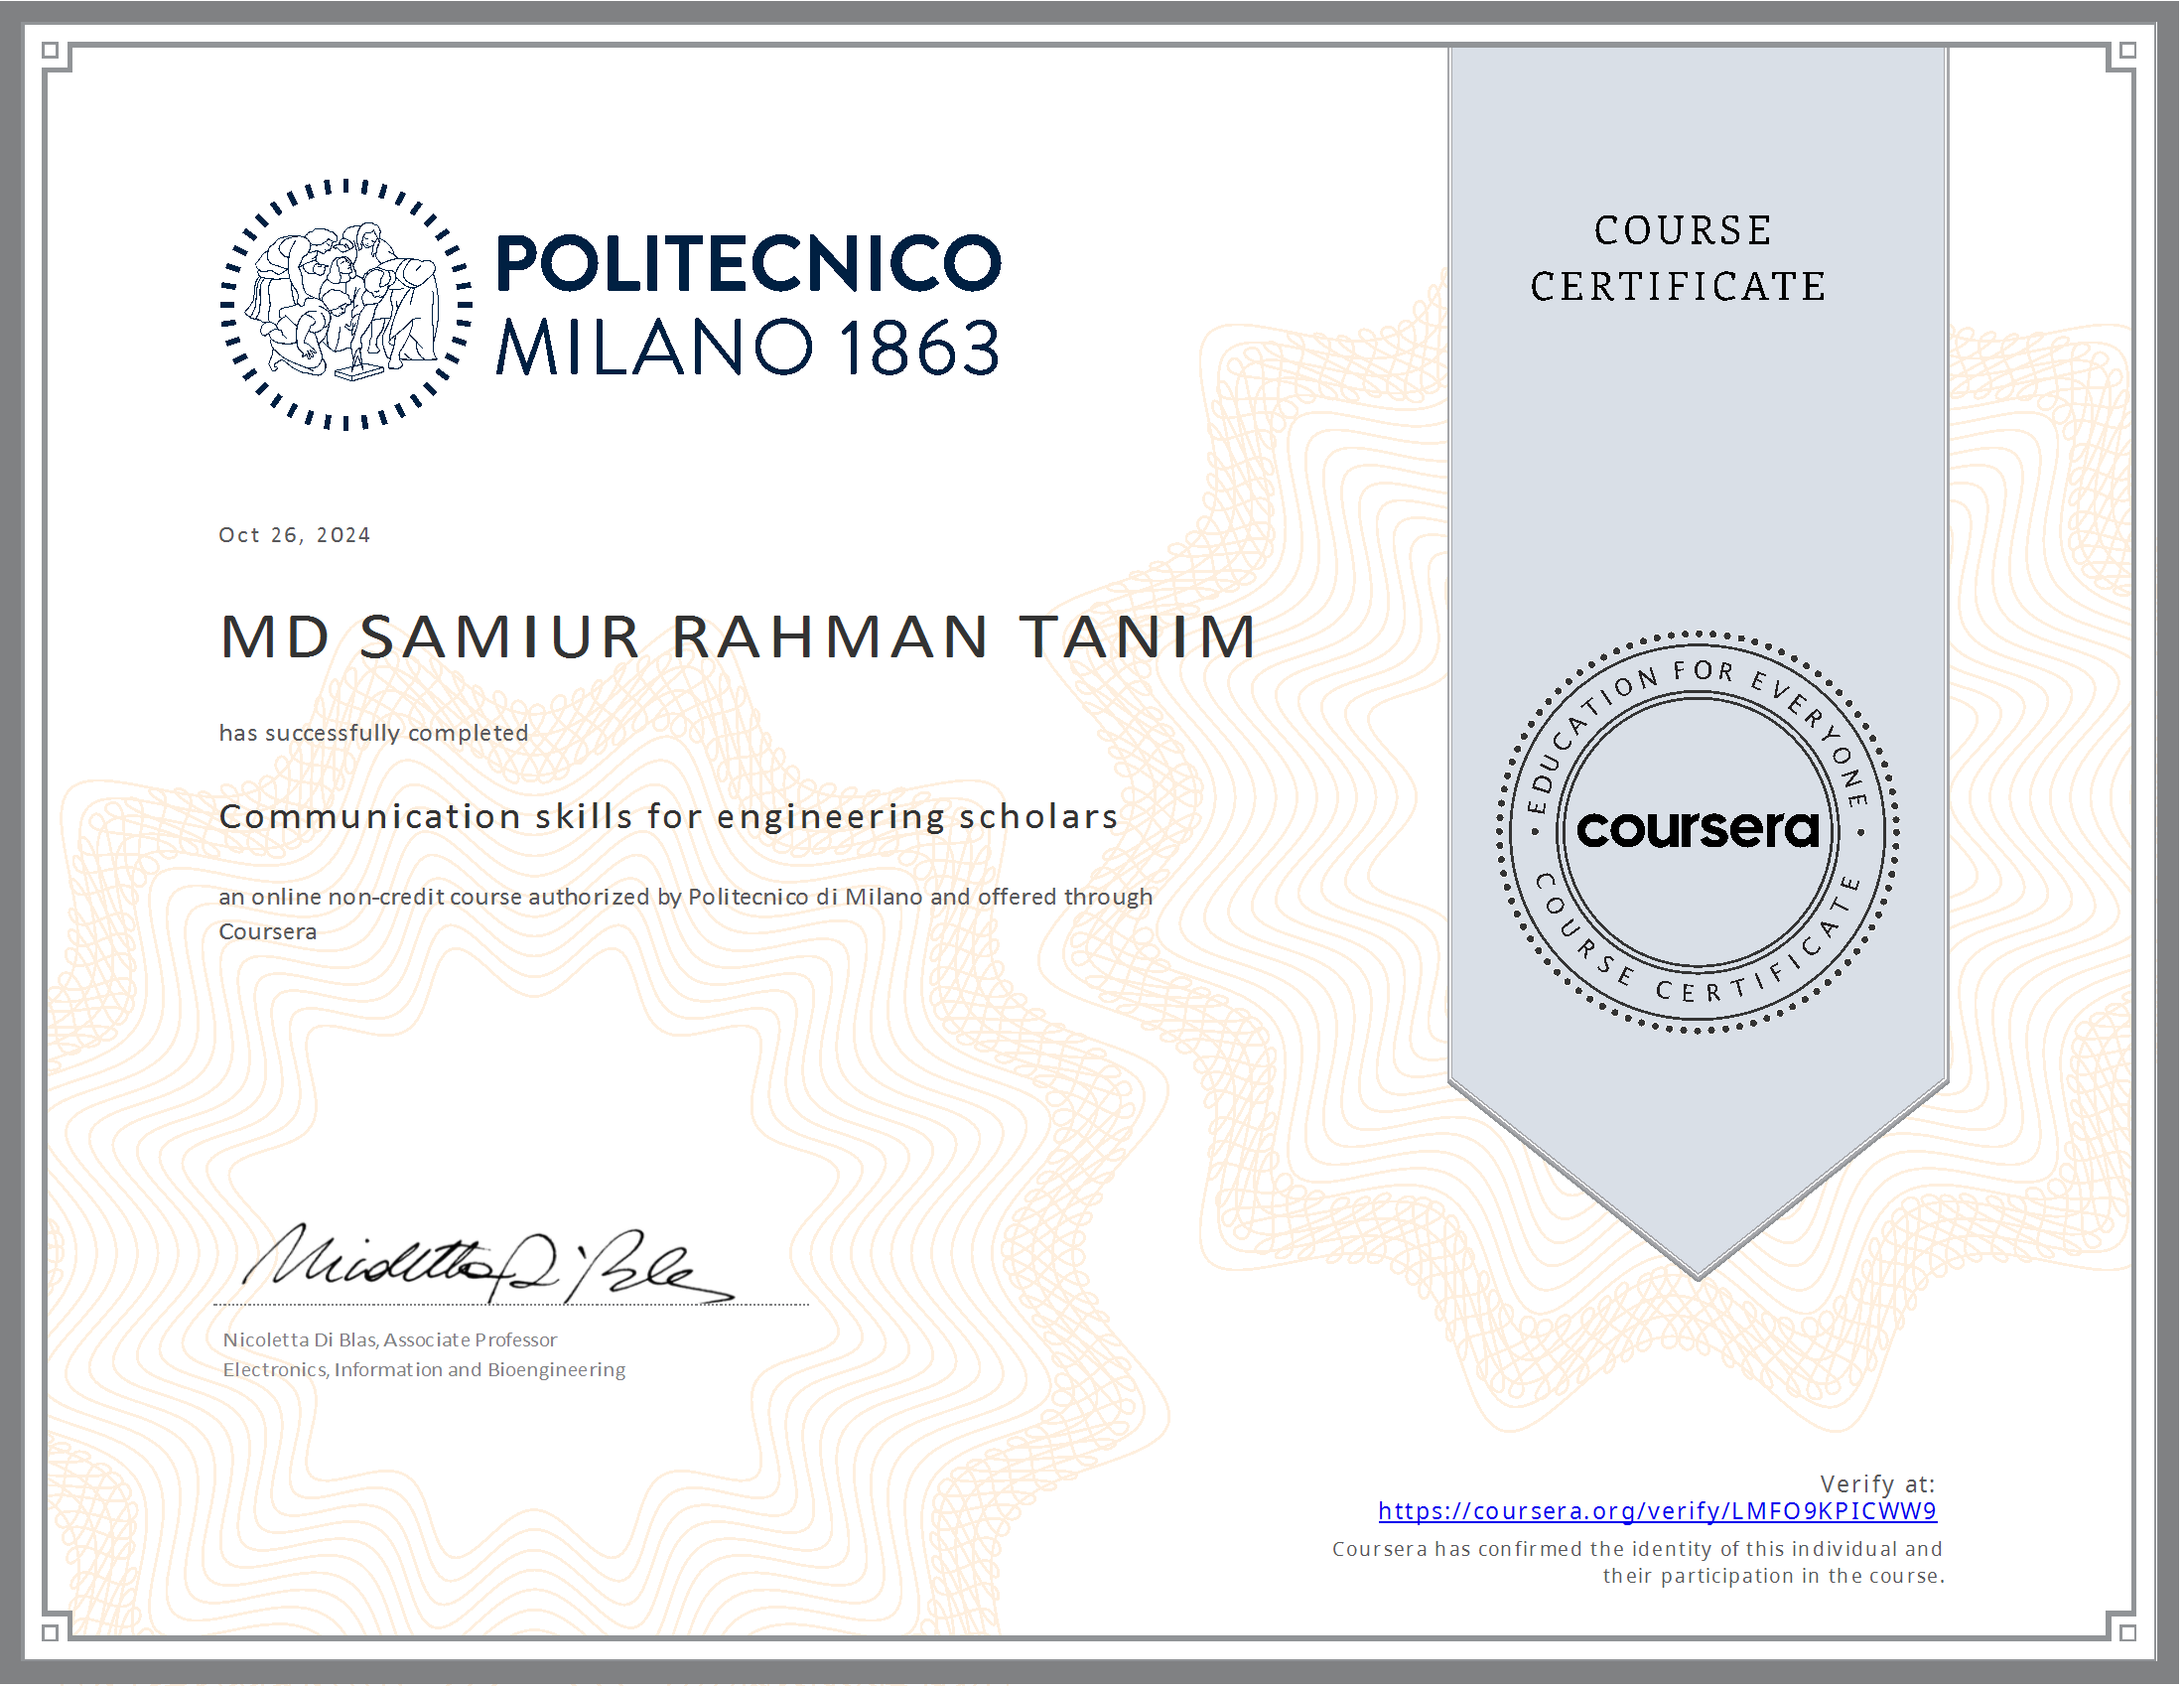 POLITECNICO
MILANO 1863
COURSE
CERTIFICATE
Oct 26, 2024
MD SAMIUR RAHMAN TANIM
has successfully completed
Communication skills for engineering scholars
an online non-credit course authorized by Politecnico di Milano and offered through
Coursera
EDUCATION FOR EVERYONE
coursera
COURSE CERTIFICATE
Nicoletta Di Blas
Nicoletta Di Blas, Associate Professor
Electronics, Information and Bioengineering
Verify at:
https://coursera.org/verify/LMFO9KPICWW9
Coursera has confirmed the identity of this individual and
their participation in the course.